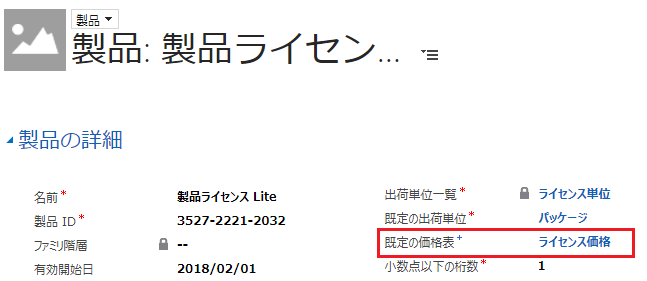 製品
製品: 製品ライセン...
製品の詳細
名前* 製品ライセンス Lite
製品 ID* 3527-2221-2032
ファミリ階層 --
有効開始日 2018/02/01
出荷単位一覧* ライセンス単位
既定の出荷単位* パッケージ
既定の価格表+ ライセンス価格
小数点以下の桁数* 1